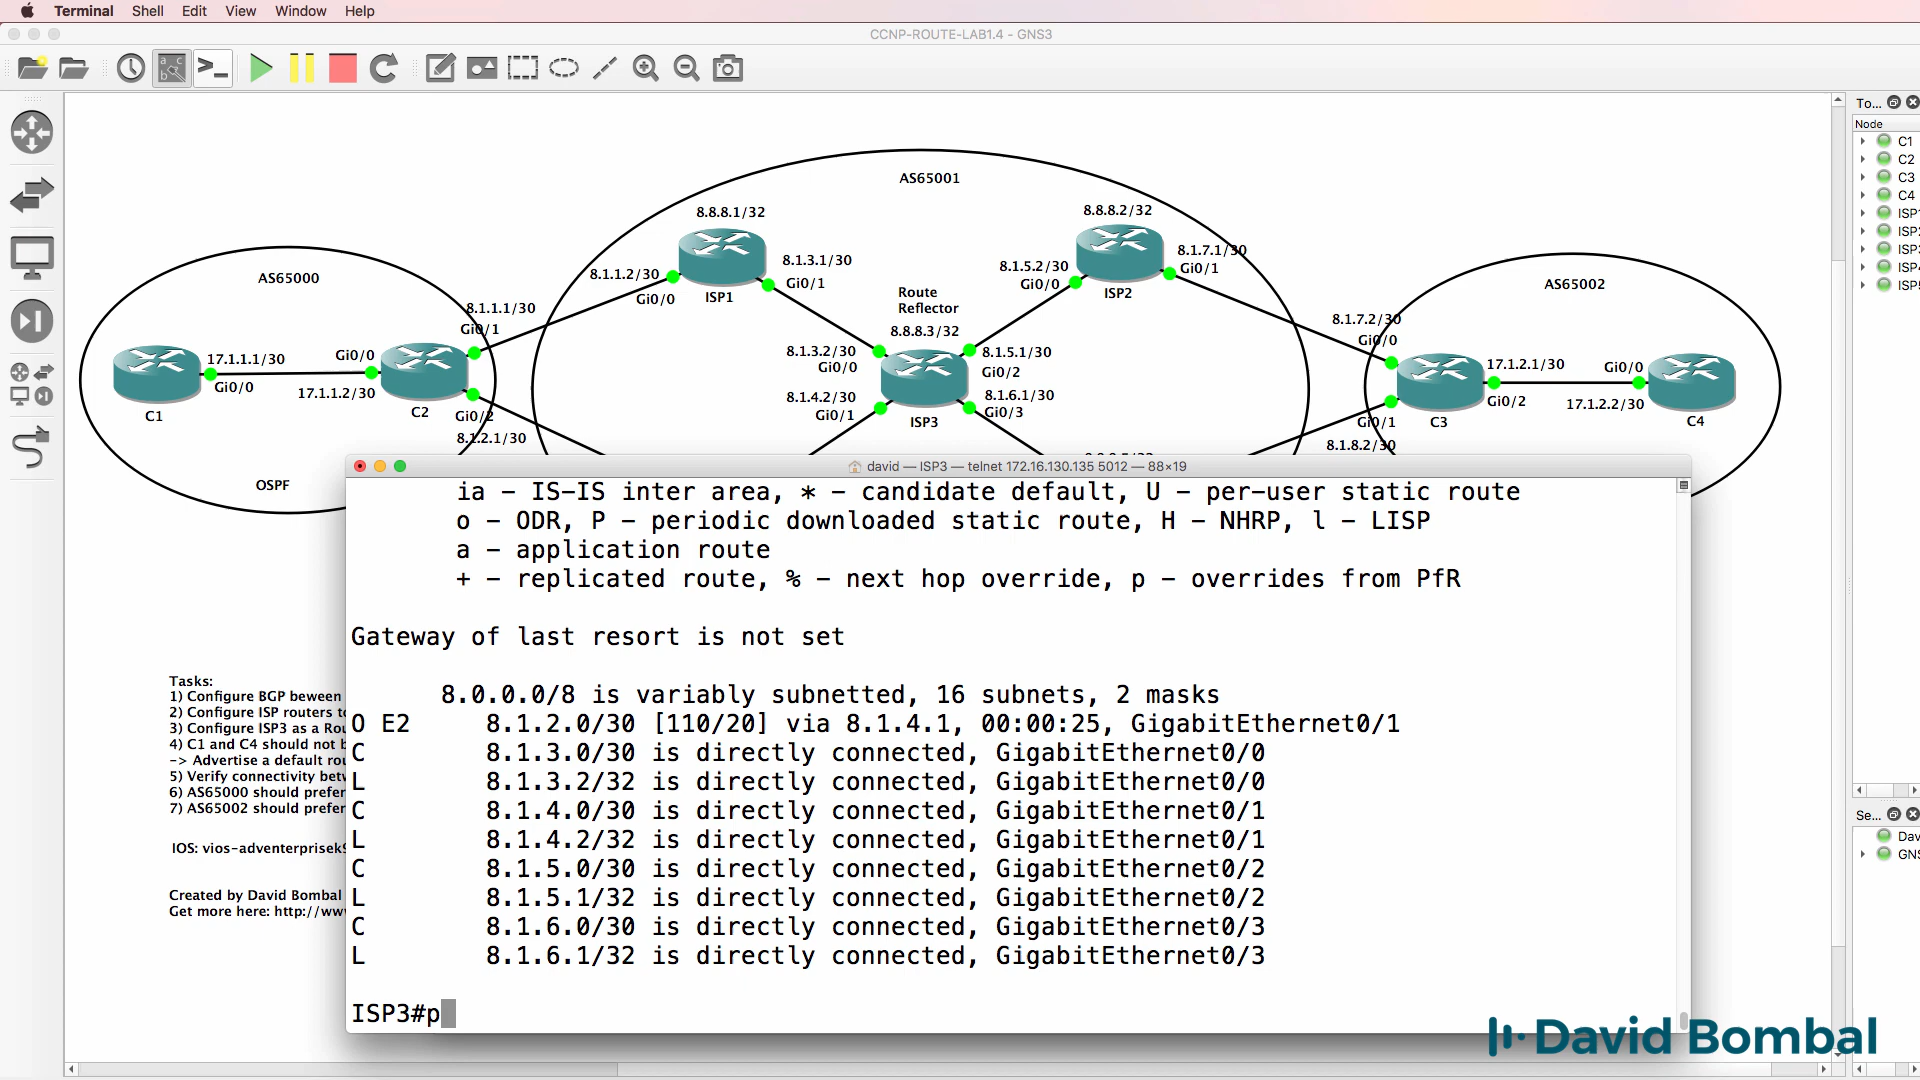 Terminal Shell Edit View Window Help
CCNP-ROUTE-LAB1.4 - GNS3
To...
Node
C1
C2
C3
C4
ISP1
ISP2
ISP3
ISP4
ISP5
Se...
AS65001
8.8.8.1/32
8.8.8.2/32
8.1.1.2/30
Gi0/0
ISP1
8.1.3.1/30
Gi0/1
8.1.5.2/30
Gi0/0
ISP2
8.1.7.1/30
Gi0/1
AS65000
8.1.1.1/30
Gi0/1
Route
Reflector
8.8.8.3/32
AS65002
8.1.7.2/30
Gi0/0
17.1.1.1/30
Gi0/0
C1
Gi0/0
17.1.1.2/30
C2
Gi0/2
8.1.2.1/30
8.1.3.2/30
Gi0/0
8.1.4.2/30
Gi0/1
ISP3
8.1.5.1/30
Gi0/2
8.1.6.1/30
Gi0/3
17.1.2.1/30
Gi0/2
Gi0/0
17.1.2.2/30
Gi0/1
C3
8.1.8.2/30
C4
OSPF
david — ISP3 — telnet 172.16.130.135 5012 — 88×19
ia - IS-IS inter area, * - candidate default, U - per-user static route
o - ODR, P - periodic downloaded static route, H - NHRP, l - LISP
a - application route
+ - replicated route, % - next hop override, p - overrides from PfR
Gateway of last resort is not set
8.0.0.0/8 is variably subnetted, 16 subnets, 2 masks
O E2 8.1.2.0/30 [110/20] via 8.1.4.1, 00:00:25, GigabitEthernet0/1
C 8.1.3.0/30 is directly connected, GigabitEthernet0/0
L 8.1.3.2/32 is directly connected, GigabitEthernet0/0
C 8.1.4.0/30 is directly connected, GigabitEthernet0/1
L 8.1.4.2/32 is directly connected, GigabitEthernet0/1
C 8.1.5.0/30 is directly connected, GigabitEthernet0/2
L 8.1.5.1/32 is directly connected, GigabitEthernet0/2
C 8.1.6.0/30 is directly connected, GigabitEthernet0/3
L 8.1.6.1/32 is directly connected, GigabitEthernet0/3
ISP3#p
Tasks:
1) Configure BGP beween
2) Configure ISP routers to
3) Configure ISP3 as a Rou
4) C1 and C4 should not b
-> Advertise a default rou
5) Verify connectivity betw
6) AS65000 should prefer
7) AS65002 should prefer
IOS: vios-adventerprisek9
Created by David Bombal
Get more here: http://www
David Bombal